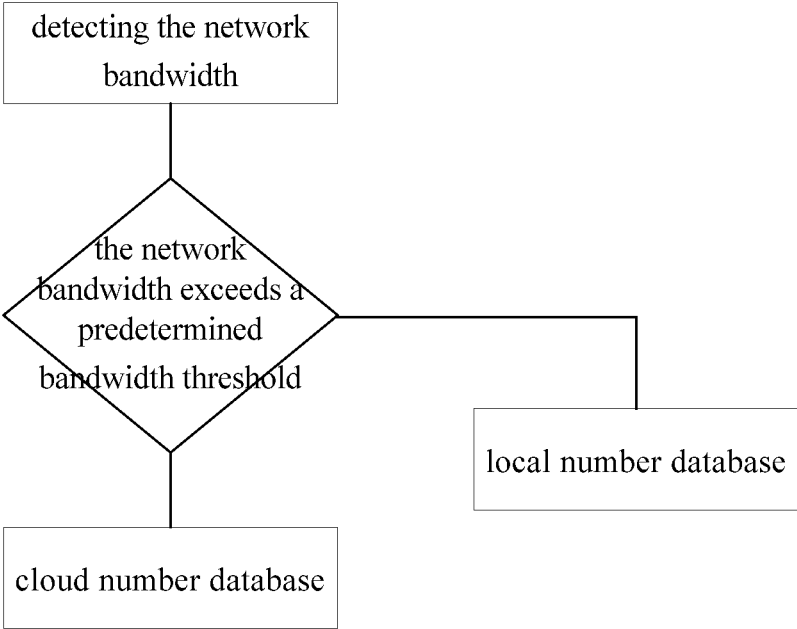 detecting the network
bandwidth
the network
bandwidth exceeds a
predetermined
bandwidth threshold
local number database
cloud number database